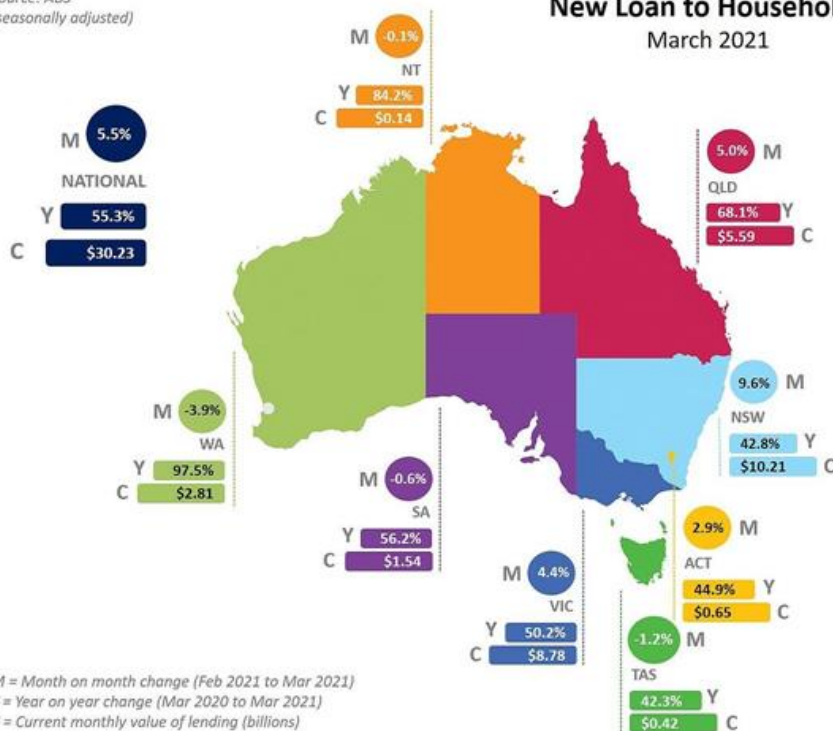 Source: ABS
(seasonally adjusted)
New Loan to Househol
March 2021
M -0.1%
NT
Y 84.2%
C $0.14
M 5.5%
NATIONAL
Y 55.3%
C $30.23
5.0% M
QLD
68.1% Y
$5.59 C
9.6% M
NSW
42.8% Y
$10.21 C
M -3.9%
WA
Y 97.5%
C $2.81
M -0.6%
SA
Y 56.2%
C $1.54
M 4.4%
VIC
Y 50.2%
C $8.78
2.9% M
ACT
44.9% Y
$0.65 C
-1.2% M
TAS
42.3% Y
$0.42 C
M = Month on month change (Feb 2021 to Mar 2021)
= Year on year change (Mar 2020 to Mar 2021)
= Current monthly value of lending (billions)